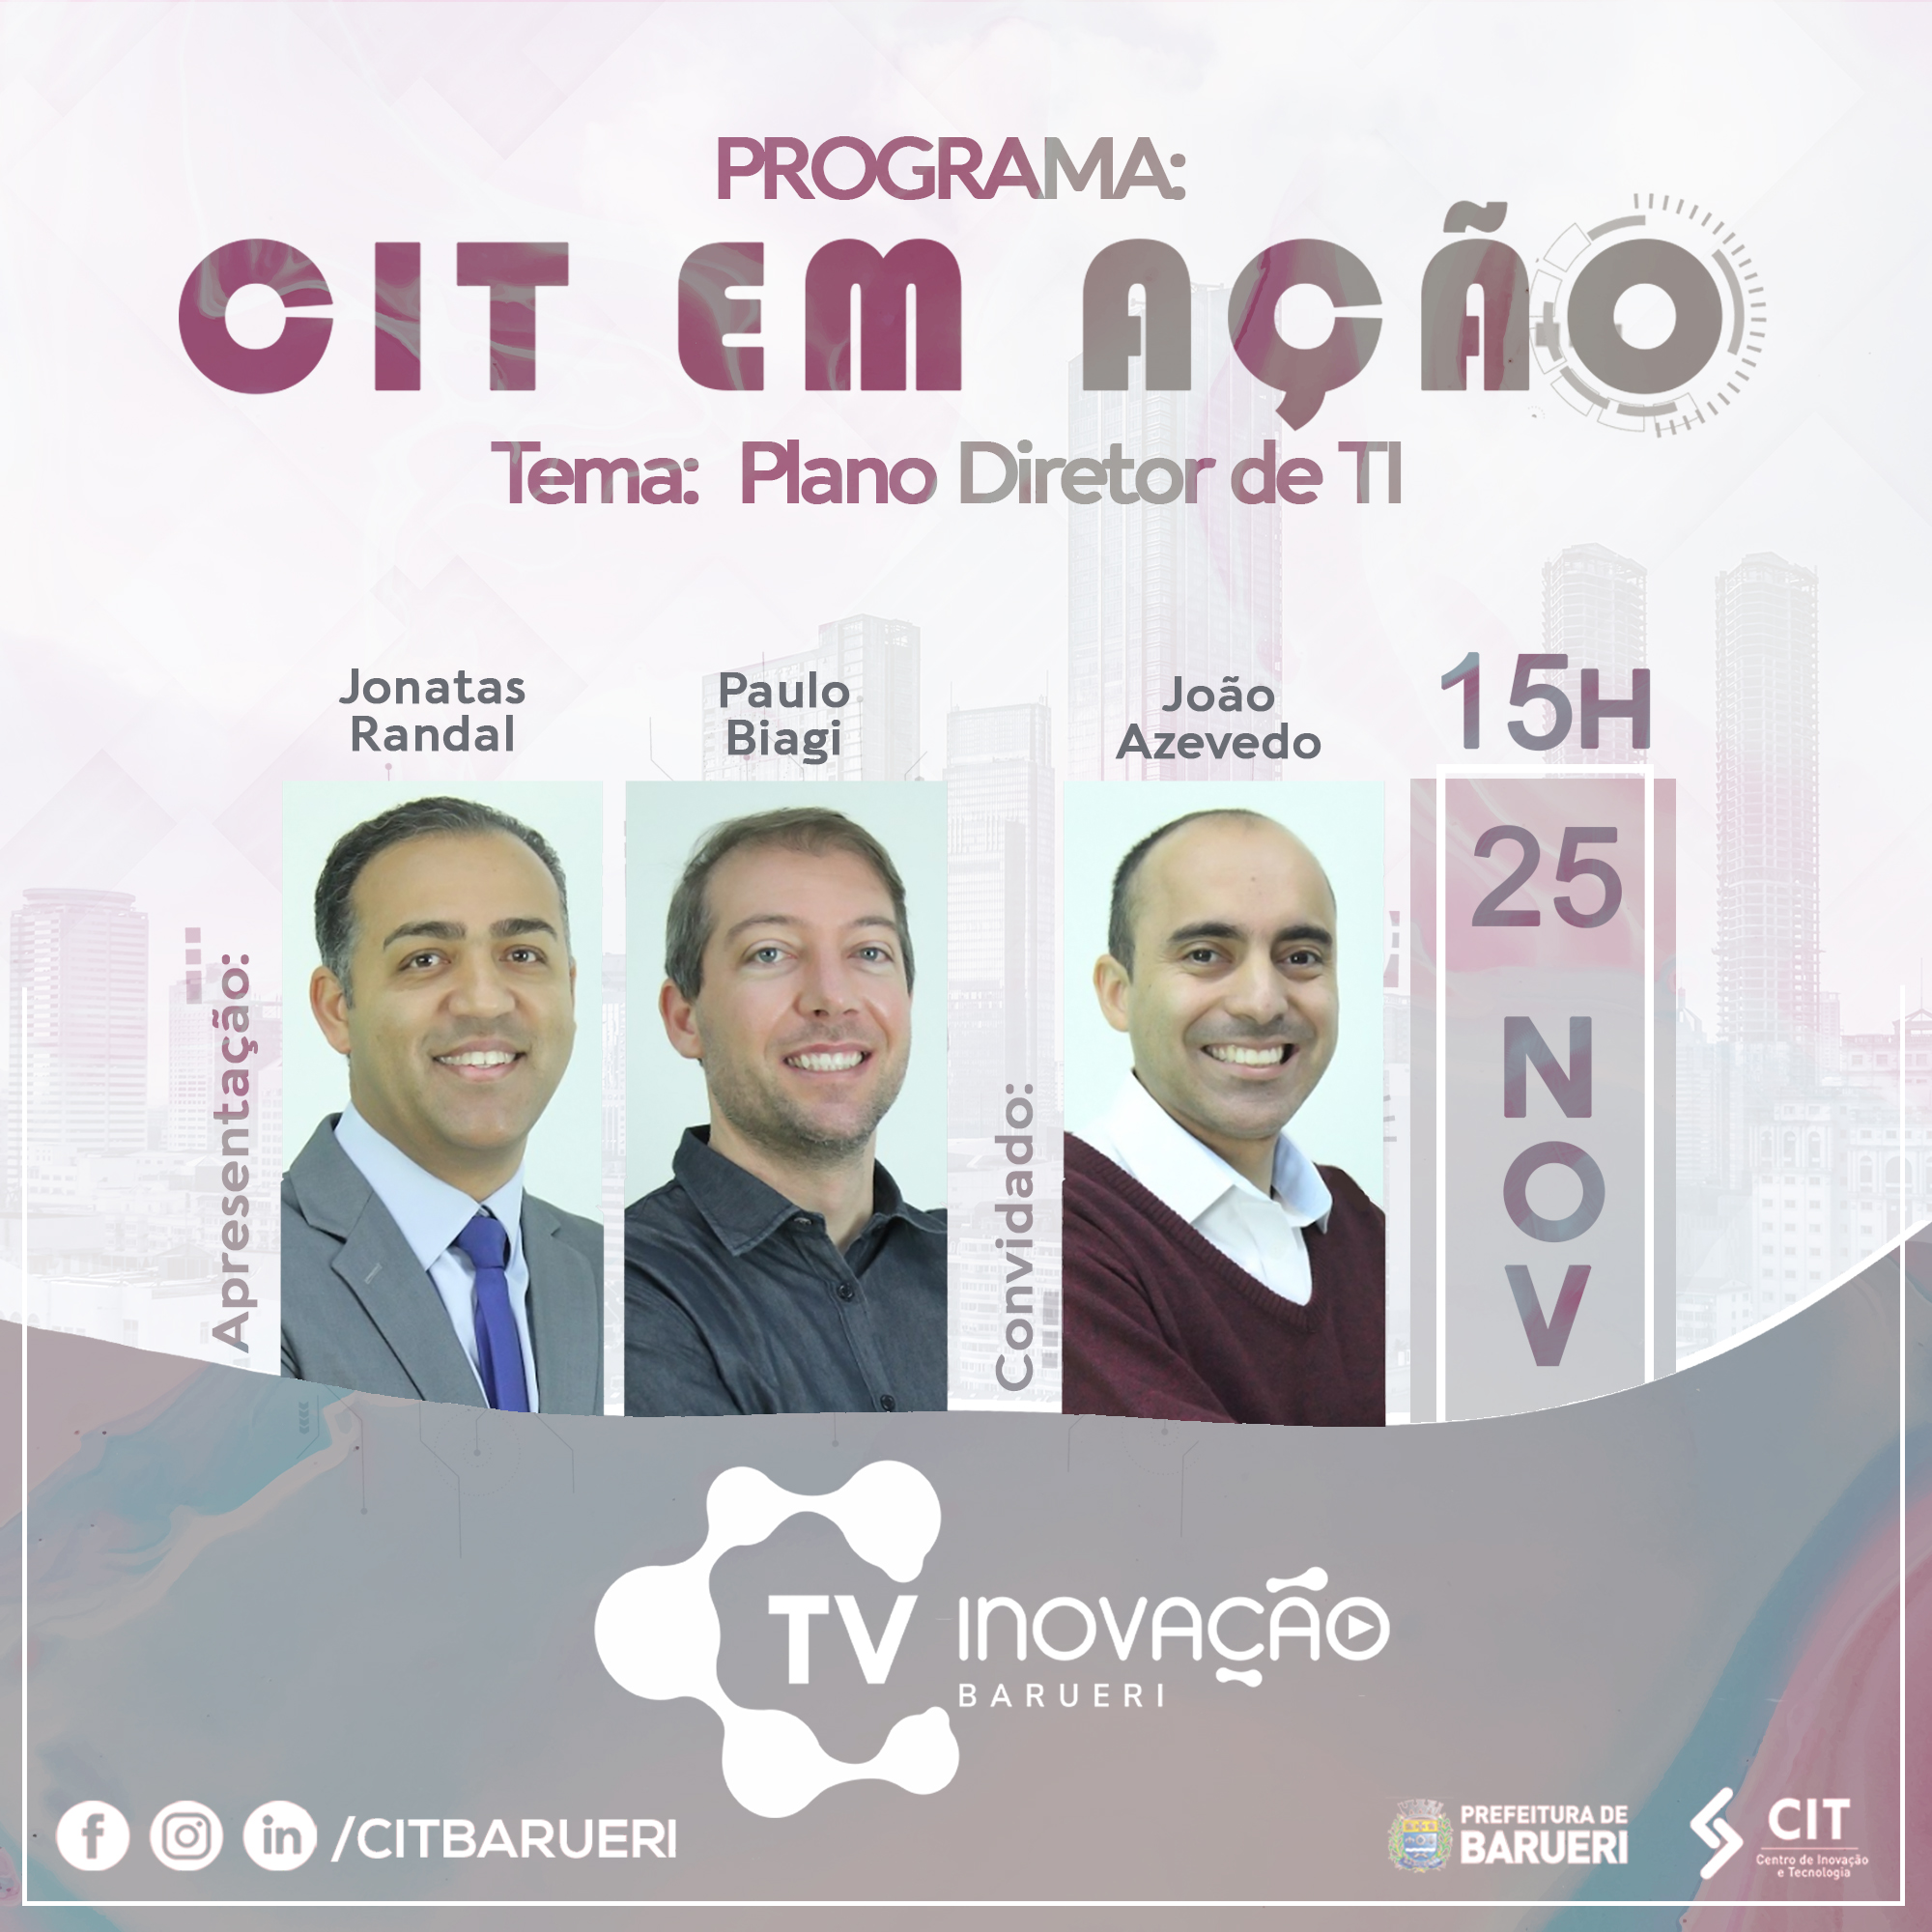 PROGRAMA:
CIT EM AÇÃO
Tema: Plano Diretor de TI
Apresentação:
Jonatas
Randal
Paulo
Biagi
Convidado:
João
Azevedo
15H
25
NOV
TV INOVAÇÃO
BARUERI
/CITBARUERI
PREFEITURA DE
BARUERI
CIT
Centro de Inovação
e Tecnologia